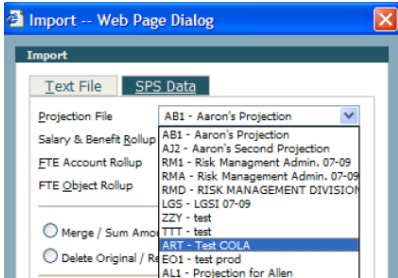 Import -- Web Page Dialog
Import
Text File SPS Data
Projection File AB1 - Aaron's Projection
Salary & Benefit Rollup AB1 - Aaron's Projection
AJ2 - Aaron's Second Projection
FTE Account Rollup RM1 - Risk Managment Admin. 07-09
RMA - Risk Management Admin. 07-09
FTE Object Rollup RMD - RISK MANAGEMENT DIVISION
LGS - LGSI 07-09
ZZY - test
Merge / Sum Amo TTT - test
ART - Test COLA
Delete Original / Re EO1 - test prod
AL1 - Projection for Allen